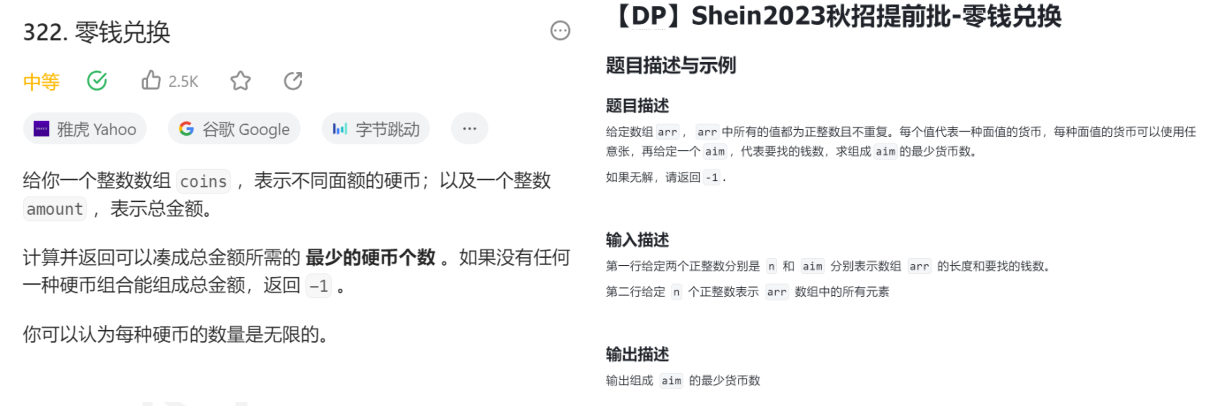 322. 零钱兑换
中等 2.5K
雅虎 Yahoo 谷歌 Google 字节跳动 ...
给你一个整数数组 coins ，表示不同面额的硬币；以及一个整数
amount ，表示总金额。
计算并返回可以凑成总金额所需的 最少的硬币个数 。如果没有任何
一种硬币组合能组成总金额，返回 -1 。
你可以认为每种硬币的数量是无限的。
【DP】Shein2023秋招提前批-零钱兑换
题目描述与示例
题目描述
给定数组 arr ， arr 中所有的值都为正整数且不重复。每个值代表一种面值的货币，每种面值的货币可以使用任
意张，再给定一个 aim ，代表要找的钱数，求组成 aim 的最少货币数。
如果无解，请返回 -1 .
输入描述
第一行给定两个正整数分别是 n 和 aim 分别表示数组 arr 的长度和要找的钱数。
第二行给定 n 个正整数表示 arr 数组中的所有元素
输出描述
输出组成 aim 的最少货币数